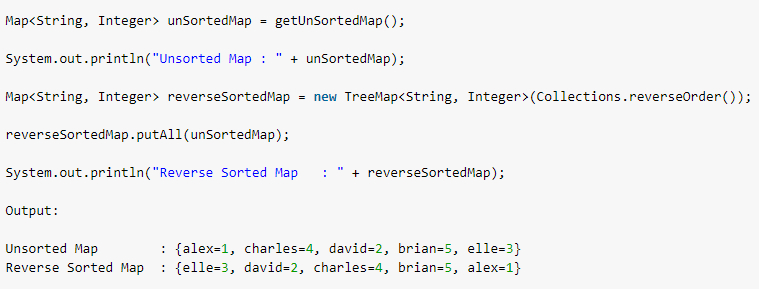 Map<String, Integer> unSortedMap = getUnSortedMap();
System.out.println("Unsorted Map : " + unSortedMap);
Map<String, Integer> reverseSortedMap = new TreeMap<String, Integer>(Collections.reverseOrder());
reverseSortedMap.putAll(unSortedMap);
System.out.println("Reverse Sorted Map   : " + reverseSortedMap);
Output:
Unsorted Map        : {alex=1, charles=4, david=2, brian=5, elle=3}
Reverse Sorted Map  : {elle=3, david=2, charles=4, brian=5, alex=1}